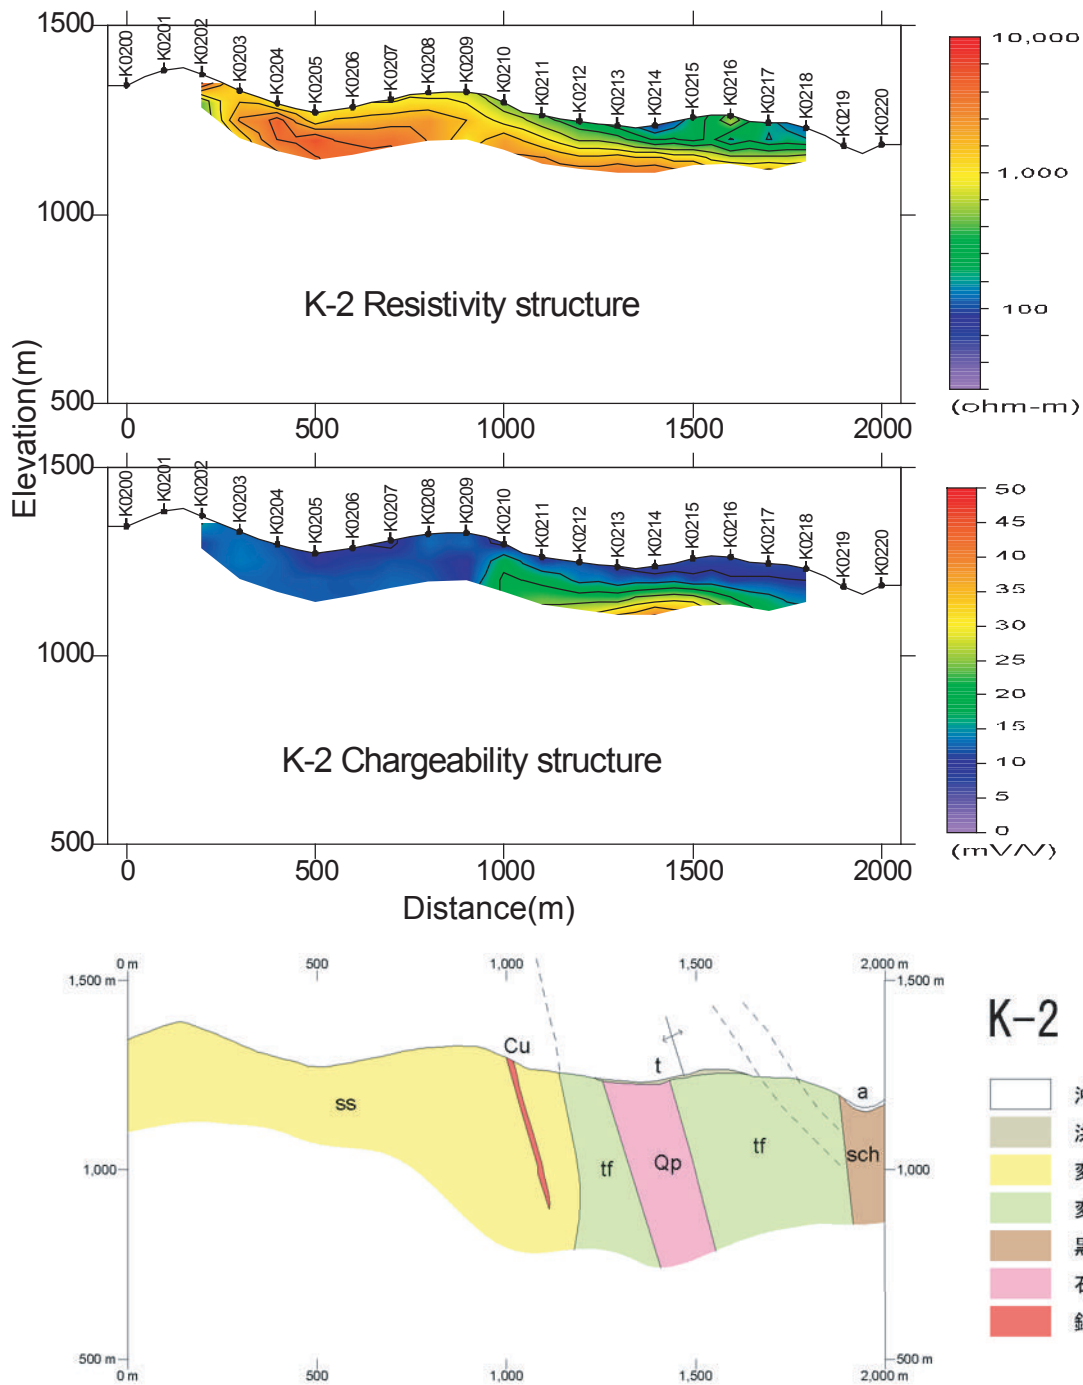 1500
K0200
K0201
K0202
K0203
K0204
K0205
K0206
K0207
K0208
K0209
K0210
K0211
K0212
K0213
K0214
K0215
K0216
K0217
K0218
K0219
K0220
1000
K-2 Resistivity structure
500
0
500
1000
1500
2000
10,000
1,000
100
(ohm-m)
Elevation(m)
1500
K0200
K0201
K0202
K0203
K0204
K0205
K0206
K0207
K0208
K0209
K0210
K0211
K0212
K0213
K0214
K0215
K0216
K0217
K0218
K0219
K0220
1000
K-2 Chargeability structure
500
0
500
1000
1500
2000
Distance(m)
50
45
40
35
30
25
20
15
10
5
0
(mV/V)
0 m
500
1,000
1,500
2,000 m
1,500 m
1,500 m
Cu
t
a
ss
tf
Qp
tf
sch
1,000
1,000
500 m
500 m
0 m
500
1,000
1,500
2,000 m
K-2